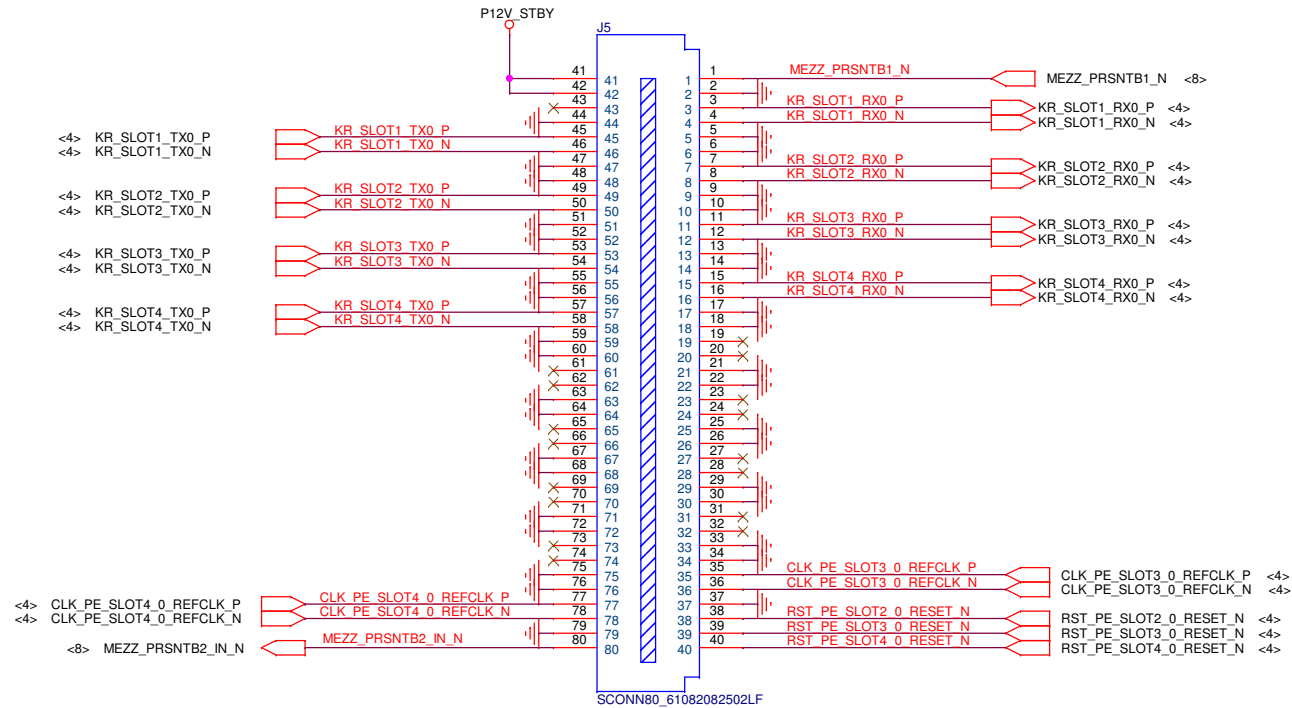 P12V_STBY
J5
41 41 1 1 MEZZ_PRSNTB1_N MEZZ_PRSNTB1_N <8>
42 42 2 2
43 43 3 3 KR_SLOT1_RX0_P KR_SLOT1_RX0_P <4>
44 44 4 4 KR_SLOT1_RX0_N KR_SLOT1_RX0_N <4>
<4> KR_SLOT1_TX0_P KR_SLOT1_TX0_P 45 45 5 5
<4> KR_SLOT1_TX0_N KR_SLOT1_TX0_N 46 46 6 6
47 47 7 7 KR_SLOT2_RX0_P KR_SLOT2_RX0_P <4>
48 48 8 8 KR_SLOT2_RX0_N KR_SLOT2_RX0_N <4>
<4> KR_SLOT2_TX0_P KR_SLOT2_TX0_P 49 49 9 9
<4> KR_SLOT2_TX0_N KR_SLOT2_TX0_N 50 50 10 10
51 51 11 11 KR_SLOT3_RX0_P KR_SLOT3_RX0_P <4>
52 52 12 12 KR_SLOT3_RX0_N KR_SLOT3_RX0_N <4>
<4> KR_SLOT3_TX0_P KR_SLOT3_TX0_P 53 53 13 13
<4> KR_SLOT3_TX0_N KR_SLOT3_TX0_N 54 54 14 14
55 55 15 15 KR_SLOT4_RX0_P KR_SLOT4_RX0_P <4>
56 56 16 16 KR_SLOT4_RX0_N KR_SLOT4_RX0_N <4>
<4> KR_SLOT4_TX0_P KR_SLOT4_TX0_P 57 57 17 17
<4> KR_SLOT4_TX0_N KR_SLOT4_TX0_N 58 58 18 18
59 59 19 19
60 60 20 20
61 61 21 21
62 62 22 22
63 63 23 23
64 64 24 24
65 65 25 25
66 66 26 26
67 67 27 27
68 68 28 28
69 69 29 29
70 70 30 30
71 71 31 31
72 72 32 32
73 73 33 33
74 74 34 34
75 75 35 35 CLK_PE_SLOT3_0_REFCLK_P CLK_PE_SLOT3_0_REFCLK_P <4>
76 76 36 36 CLK_PE_SLOT3_0_REFCLK_N CLK_PE_SLOT3_0_REFCLK_N <4>
<4> CLK_PE_SLOT4_0_REFCLK_P CLK_PE_SLOT4_0_REFCLK_P 77 77 37 37
<4> CLK_PE_SLOT4_0_REFCLK_N CLK_PE_SLOT4_0_REFCLK_N 78 78 38 38 RST_PE_SLOT2_0_RESET_N RST_PE_SLOT2_0_RESET_N <4>
79 79 39 39 RST_PE_SLOT3_0_RESET_N RST_PE_SLOT3_0_RESET_N <4>
<8> MEZZ_PRSNTB2_IN_N MEZZ_PRSNTB2_IN_N 80 80 40 40 RST_PE_SLOT4_0_RESET_N RST_PE_SLOT4_0_RESET_N <4>
SCONN80_61082082502LF